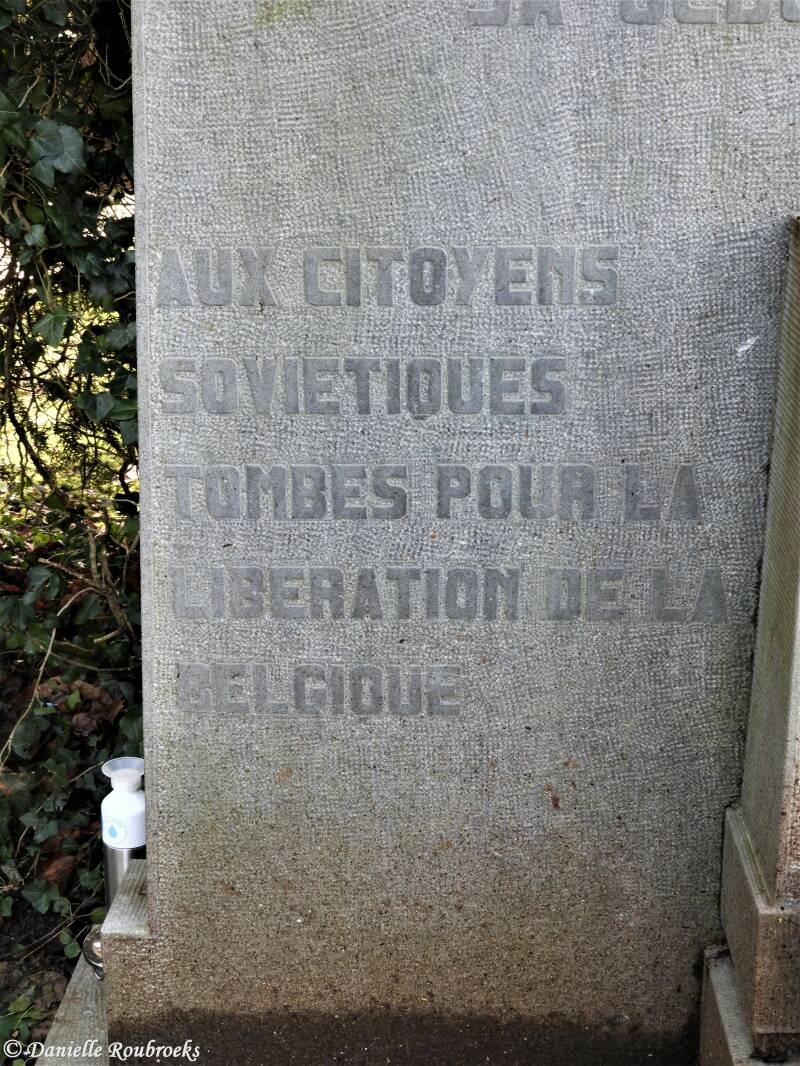 AUX CITOYENS
SOVIETIQUES
TOMBES POUR LA
LIBERATION DE LA
BELGIQUE
©Danielle Roubroeks